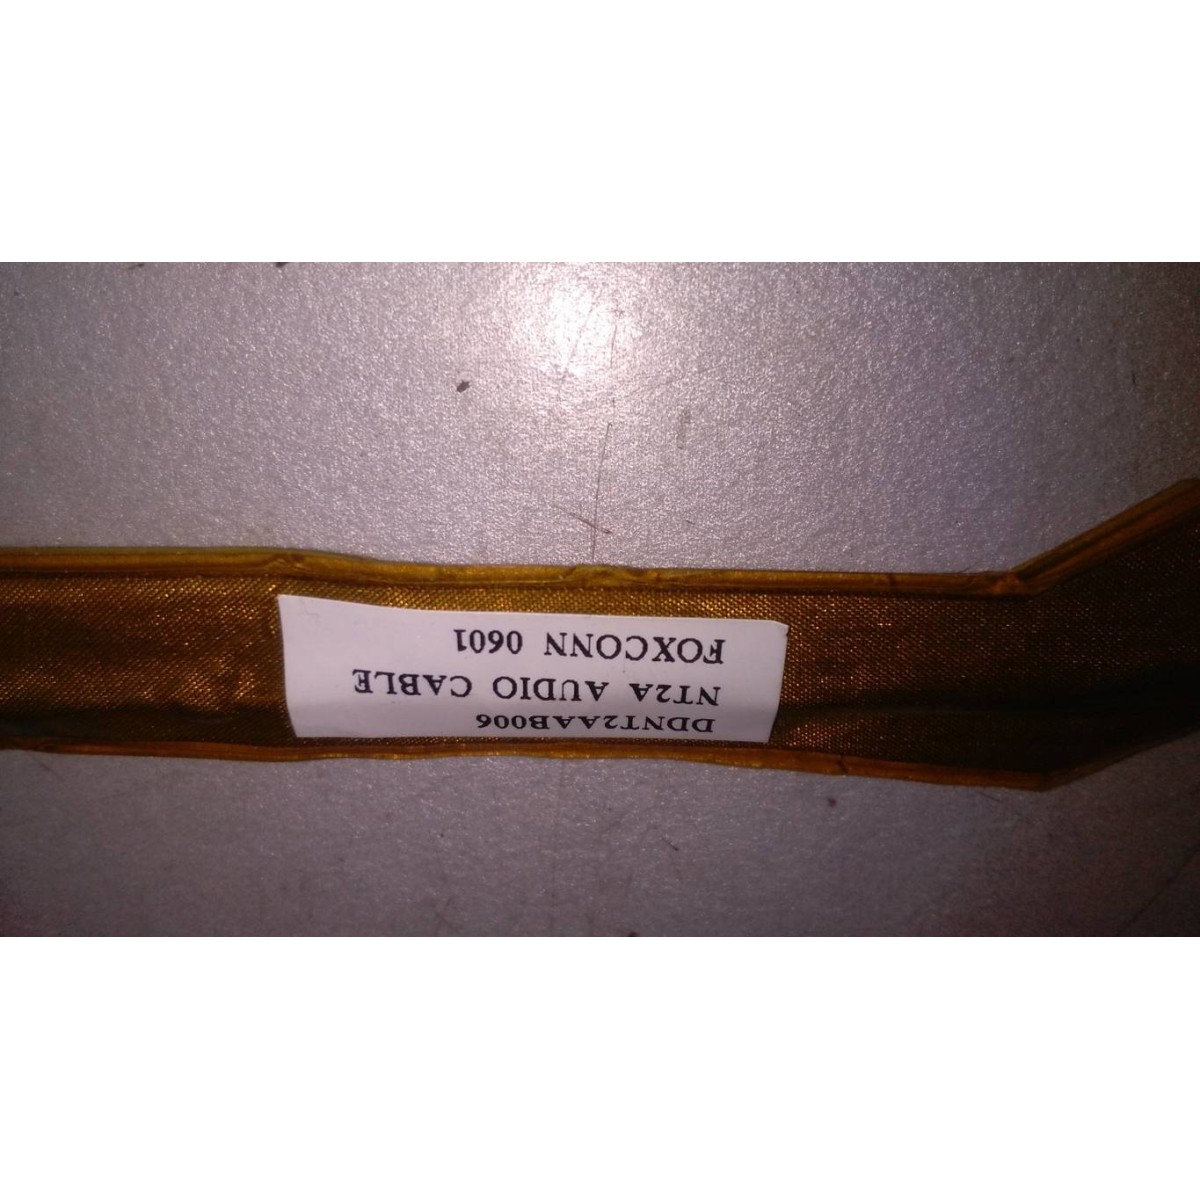 DDNT2AAB006
NT2A AUDIO CABLE
FOXCONN 0601